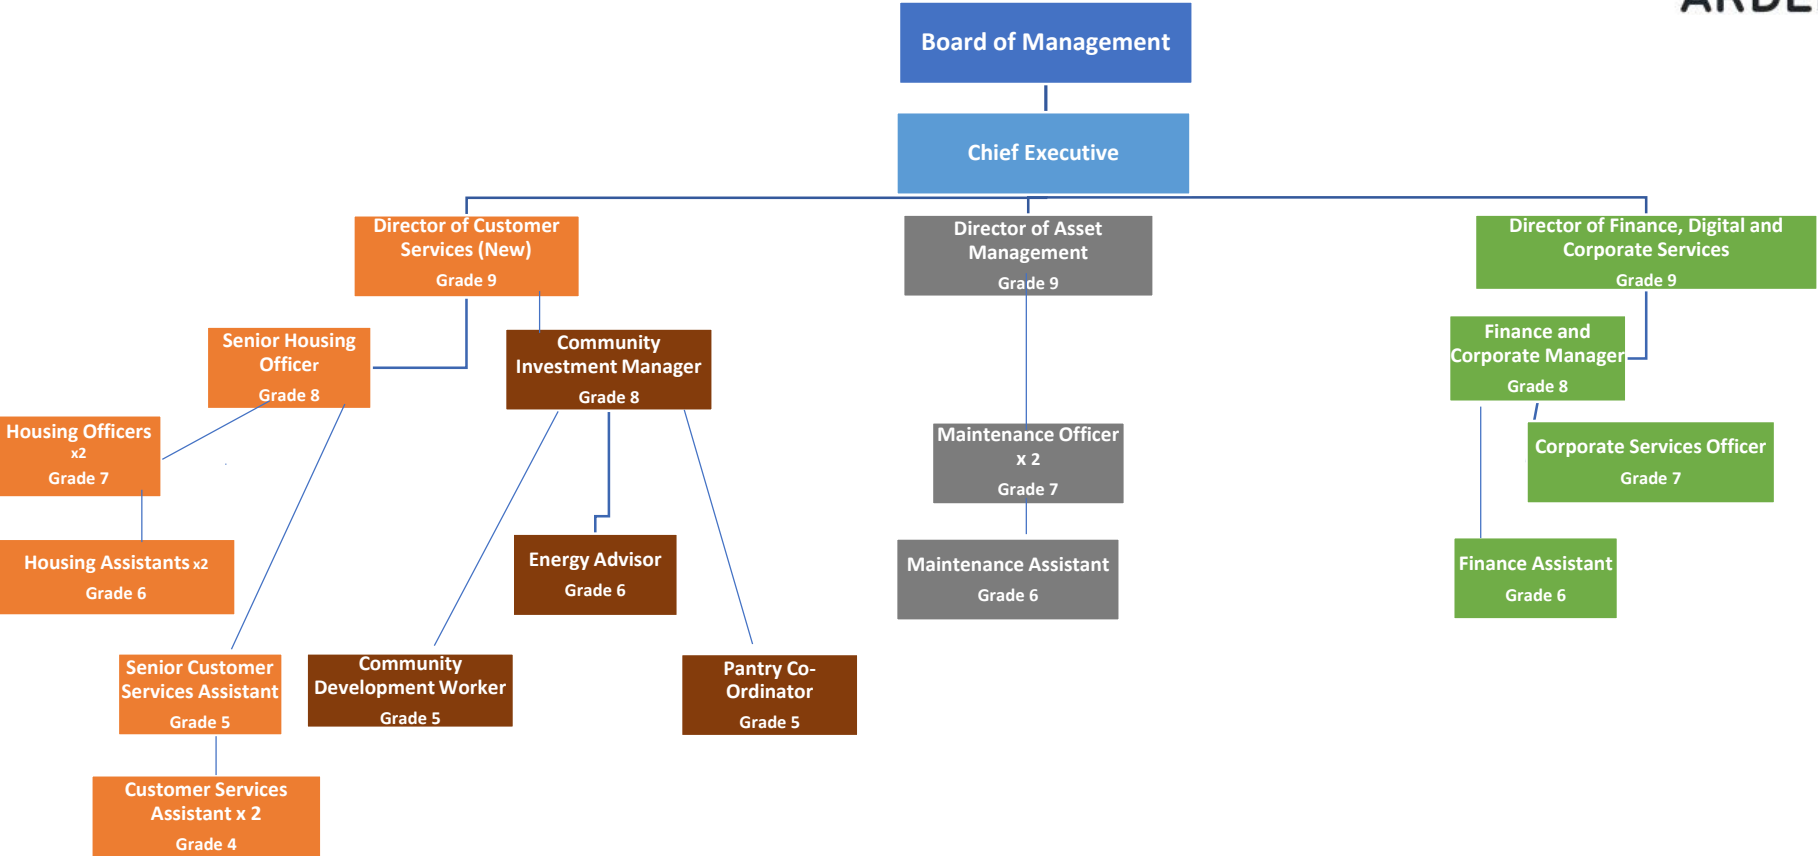 Board of Management
Chief Executive
Director of Customer
Services (New)
Grade 9
Director of Asset
Management
Grade 9
Director of Finance, Digital and
Corporate Services
Grade 9
Senior Housing
Officer
Grade 8
Community
Investment Manager
Grade 8
Finance and
Corporate Manager
Grade 8
Housing Officers
x2
Grade 7
Maintenance Officer
x 2
Grade 7
Corporate Services Officer
Grade 7
Housing Assistants x2
Grade 6
Energy Advisor
Grade 6
Maintenance Assistant
Grade 6
Finance Assistant
Grade 6
Senior Customer
Services Assistant
Grade 5
Community
Development Worker
Grade 5
Pantry Co-
Ordinator
Grade 5
Customer Services
Assistant x 2
Grade 4